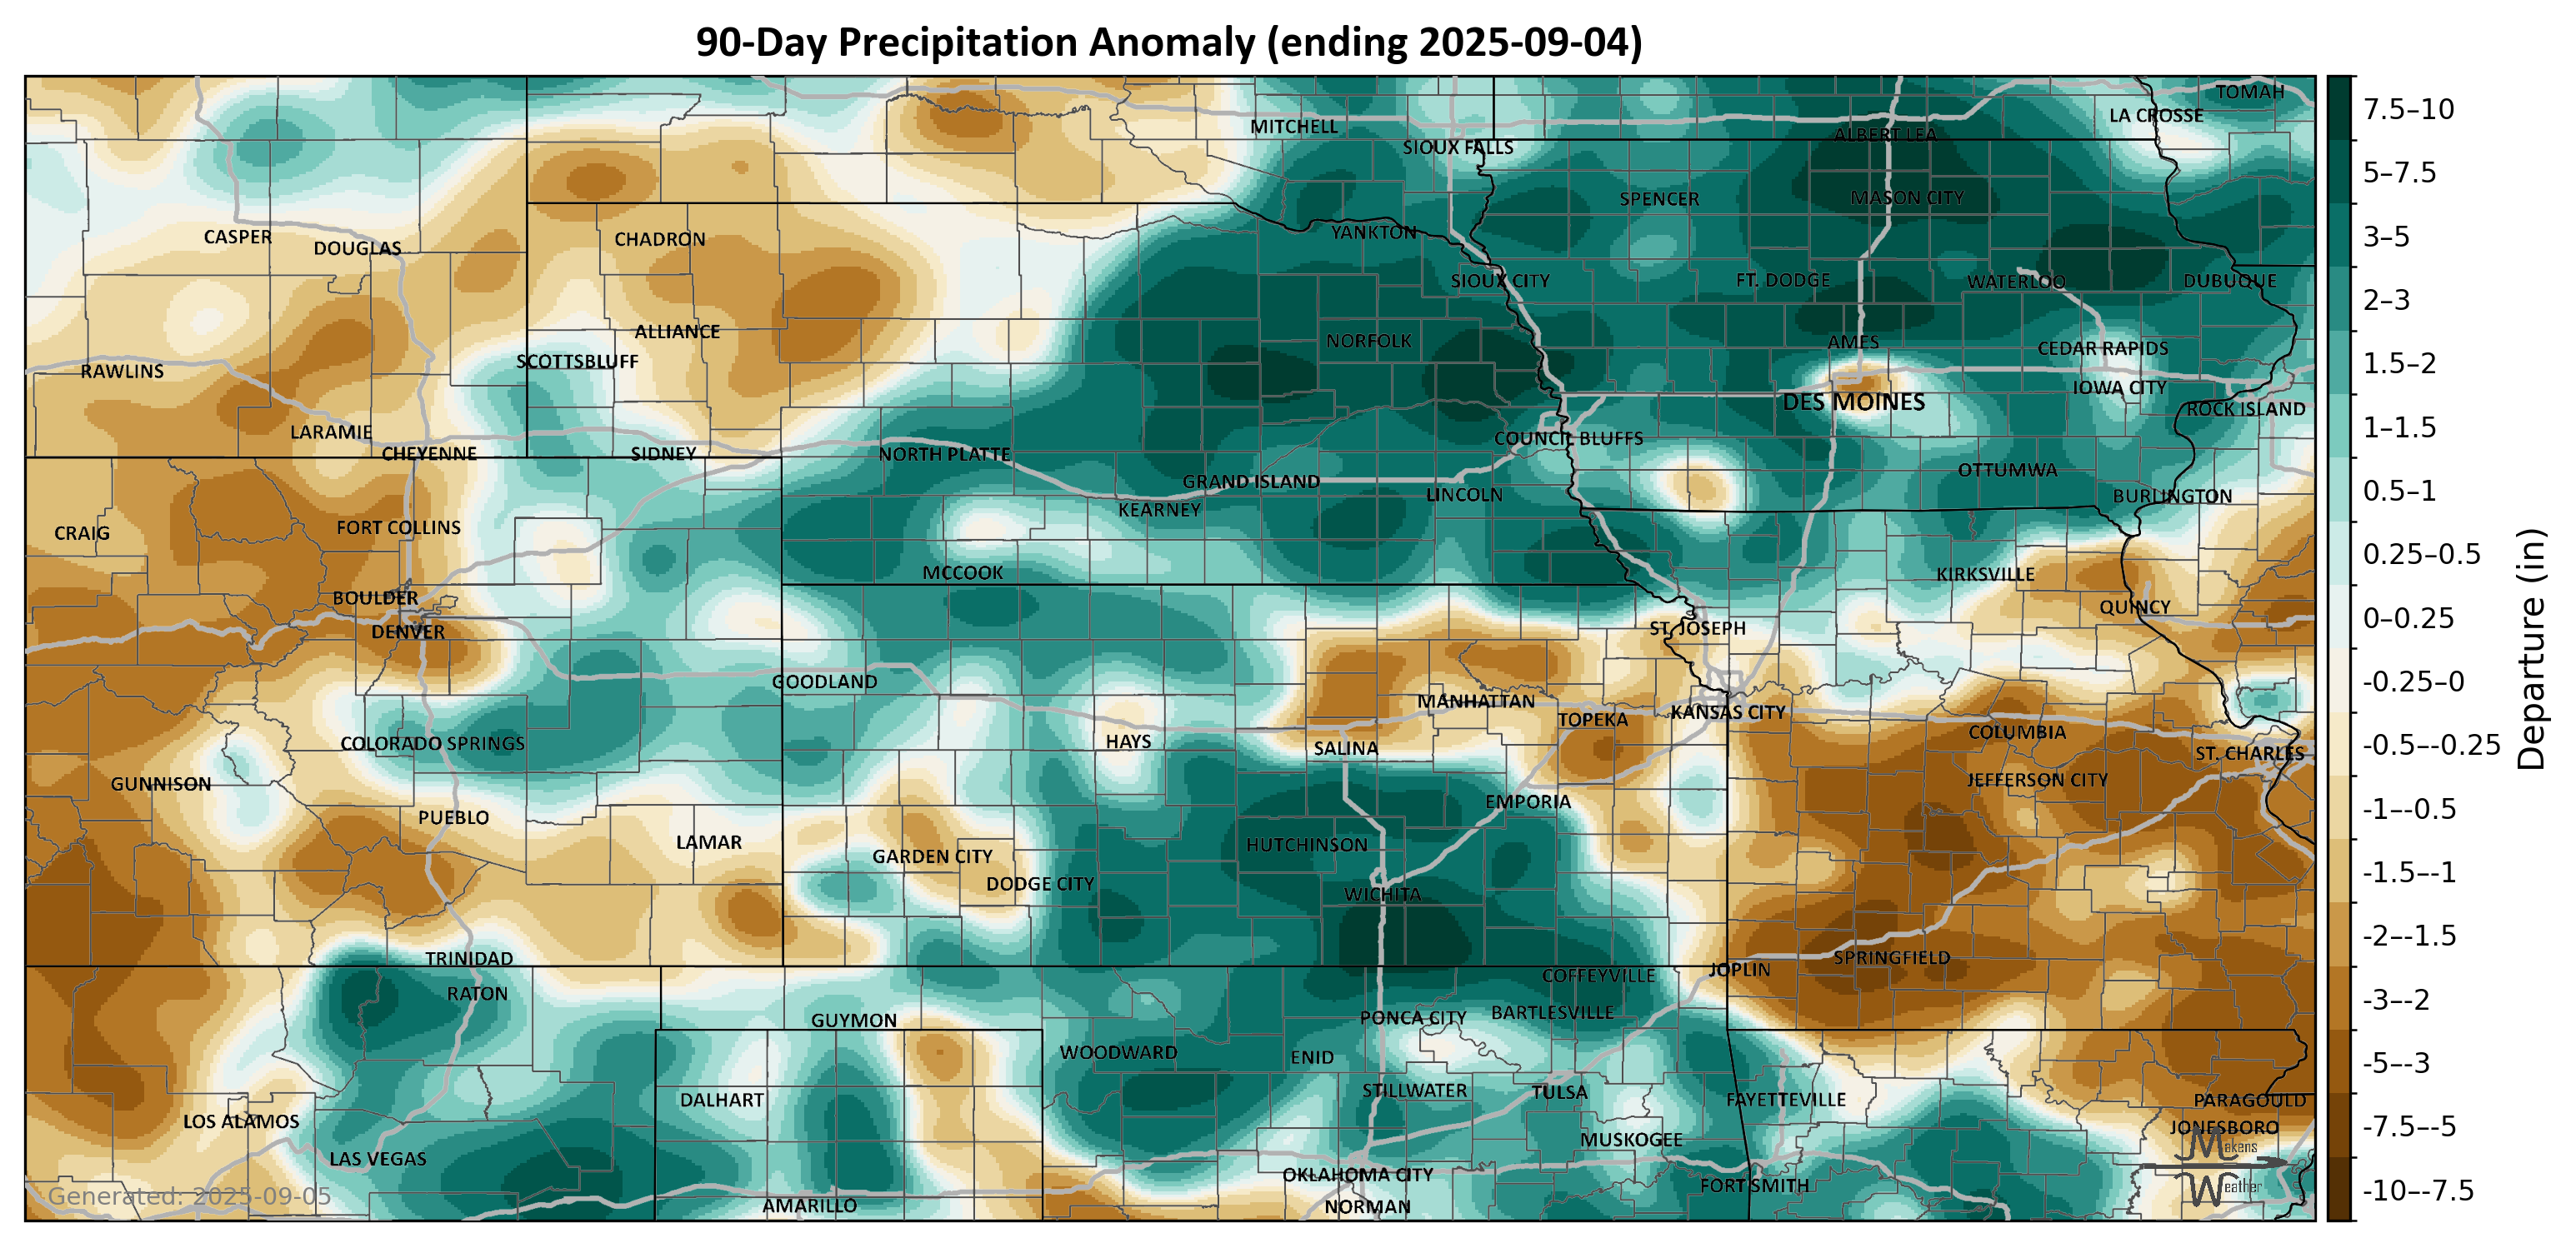 90-Day Precipitation Anomaly (ending 2025-09-04)
TOMAH
LA CROSSE
MITCHELL
ALBERT LEA
SIOUX FALLS
SPENCER
MASON CITY
CASPER
DOUGLAS
CHADRON
YANKTON
SIOUX CITY
FT. DODGE
WATERLOO
DUBUQUE
ALLIANCE
NORFOLK
AMES
CEDAR RAPIDS
SCOTTSBLUFF
RAWLINS
IOWA CITY
DES MOINES
ROCK ISLAND
LARAMIE
COUNCIL BLUFFS
CHEYENNE
SIDNEY
NORTH PLATTE
OTTUMWA
GRAND ISLAND
LINCOLN
BURLINGTON
KEARNEY
CRAIG
FORT COLLINS
MCCOOK
KIRKSVILLE
BOULDER
QUINCY
DENVER
ST. JOSEPH
GOODLAND
MANHATTAN
KANSAS CITY
TOPEKA
COLUMBIA
COLORADO SPRINGS
HAYS
SALINA
ST. CHARLES
GUNNISON
JEFFERSON CITY
EMPORIA
PUEBLO
LAMAR
HUTCHINSON
GARDEN CITY
DODGE CITY
WICHITA
TRINIDAD
SPRINGFIELD
JOPLIN
COFFEYVILLE
RATON
BARTLESVILLE
GUYMON
PONCA CITY
WOODWARD
ENID
STILLWATER
TULSA
DALHART
FAYETTEVILLE
PARAGOULD
LOS ALAMOS
JONESBORO
MUSKOGEE
LAS VEGAS
OKLAHOMA CITY
FORT SMITH
AMARILLO
NORMAN
Generated: 2025-09-05
Makens
Weather
7.5–10
5–7.5
3–5
2–3
1.5–2
1–1.5
0.5–1
0.25–0.5
0–0.25
-0.25–0
-0.5–-0.25
-1–-0.5
-1.5–-1
-2–-1.5
-3–-2
-5–-3
-7.5–-5
-10–-7.5
Departure (in)